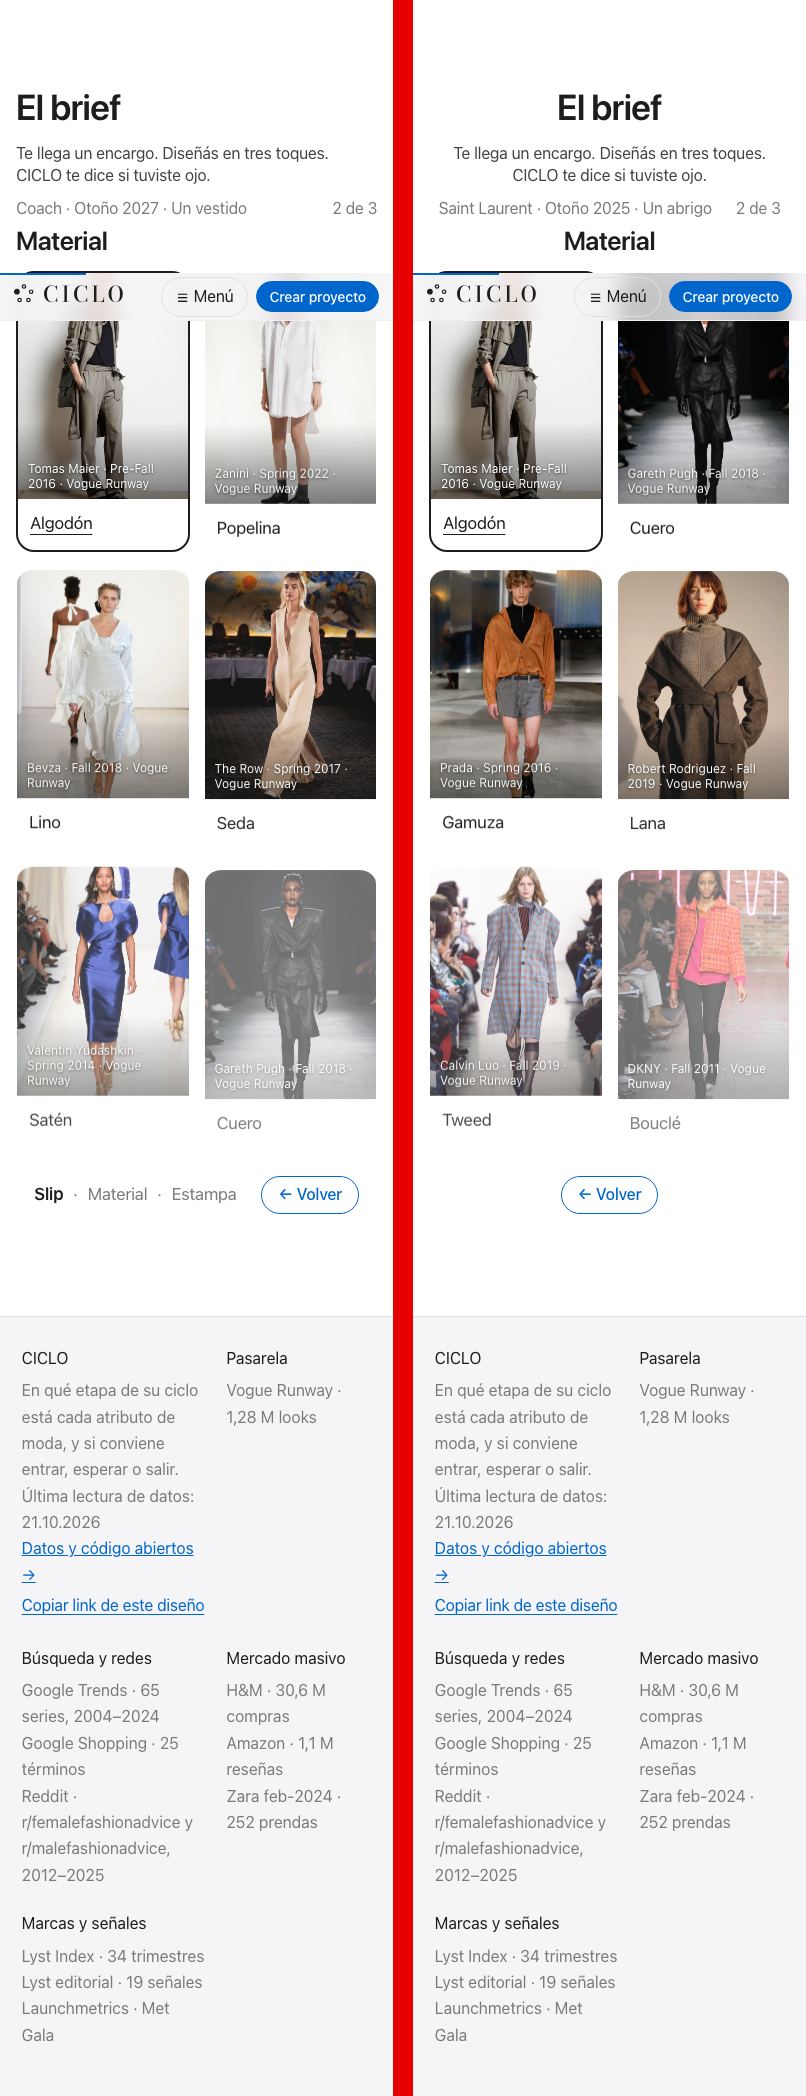 El brief
Te llega un encargo. Diseñás en tres toques.
CICLO te dice si tuviste ojo.
Coach · Otoño 2027 · Un vestido 2 de 3
Material
CICLO ≡ Menú Crear proyecto
Tomas Maier · Pre-Fall
2016 · Vogue Runway
Algodón
Zanini · Spring 2022 ·
Vogue Runway
Popelina
Bevza · Fall 2018 · Vogue
Runway
Lino
The Row · Spring 2017 ·
Vogue Runway
Seda
Valentin Yudashkin ·
Spring 2014 · Vogue
Runway
Satén
Gareth Pugh · Fall 2018 ·
Vogue Runway
Cuero
Slip · Material · Estampa ← Volver
CICLO
En qué etapa de su ciclo
está cada atributo de
moda, y si conviene
entrar, esperar o salir.
Última lectura de datos:
21.10.2026
Datos y código abiertos
→
Copiar link de este diseño
Pasarela
Vogue Runway ·
1,28 M looks
Búsqueda y redes
Google Trends · 65
series, 2004–2024
Google Shopping · 25
términos
Reddit ·
r/femalefashionadvice y
r/malefashionadvice,
2012–2025
Mercado masivo
H&M · 30,6 M
compras
Amazon · 1,1 M
reseñas
Zara feb-2024 ·
252 prendas
Marcas y señales
Lyst Index · 34 trimestres
Lyst editorial · 19 señales
Launchmetrics · Met
Gala
El brief
Te llega un encargo. Diseñás en tres toques.
CICLO te dice si tuviste ojo.
Saint Laurent · Otoño 2025 · Un abrigo 2 de 3
Material
CICLO ≡ Menú Crear proyecto
Tomas Maier · Pre-Fall
2016 · Vogue Runway
Algodón
Gareth Pugh · Fall 2018 ·
Vogue Runway
Cuero
Prada · Spring 2016 ·
Vogue Runway
Gamuza
Robert Rodriguez · Fall
2019 · Vogue Runway
Lana
Calvin Luo · Fall 2019 ·
Vogue Runway
Tweed
DKNY · Fall 2011 · Vogue
Runway
Bouclé
← Volver
CICLO
En qué etapa de su ciclo
está cada atributo de
moda, y si conviene
entrar, esperar o salir.
Última lectura de datos:
21.10.2026
Datos y código abiertos
→
Copiar link de este diseño
Pasarela
Vogue Runway ·
1,28 M looks
Búsqueda y redes
Google Trends · 65
series, 2004–2024
Google Shopping · 25
términos
Reddit ·
r/femalefashionadvice y
r/malefashionadvice,
2012–2025
Mercado masivo
H&M · 30,6 M
compras
Amazon · 1,1 M
reseñas
Zara feb-2024 ·
252 prendas
Marcas y señales
Lyst Index · 34 trimestres
Lyst editorial · 19 señales
Launchmetrics · Met
Gala